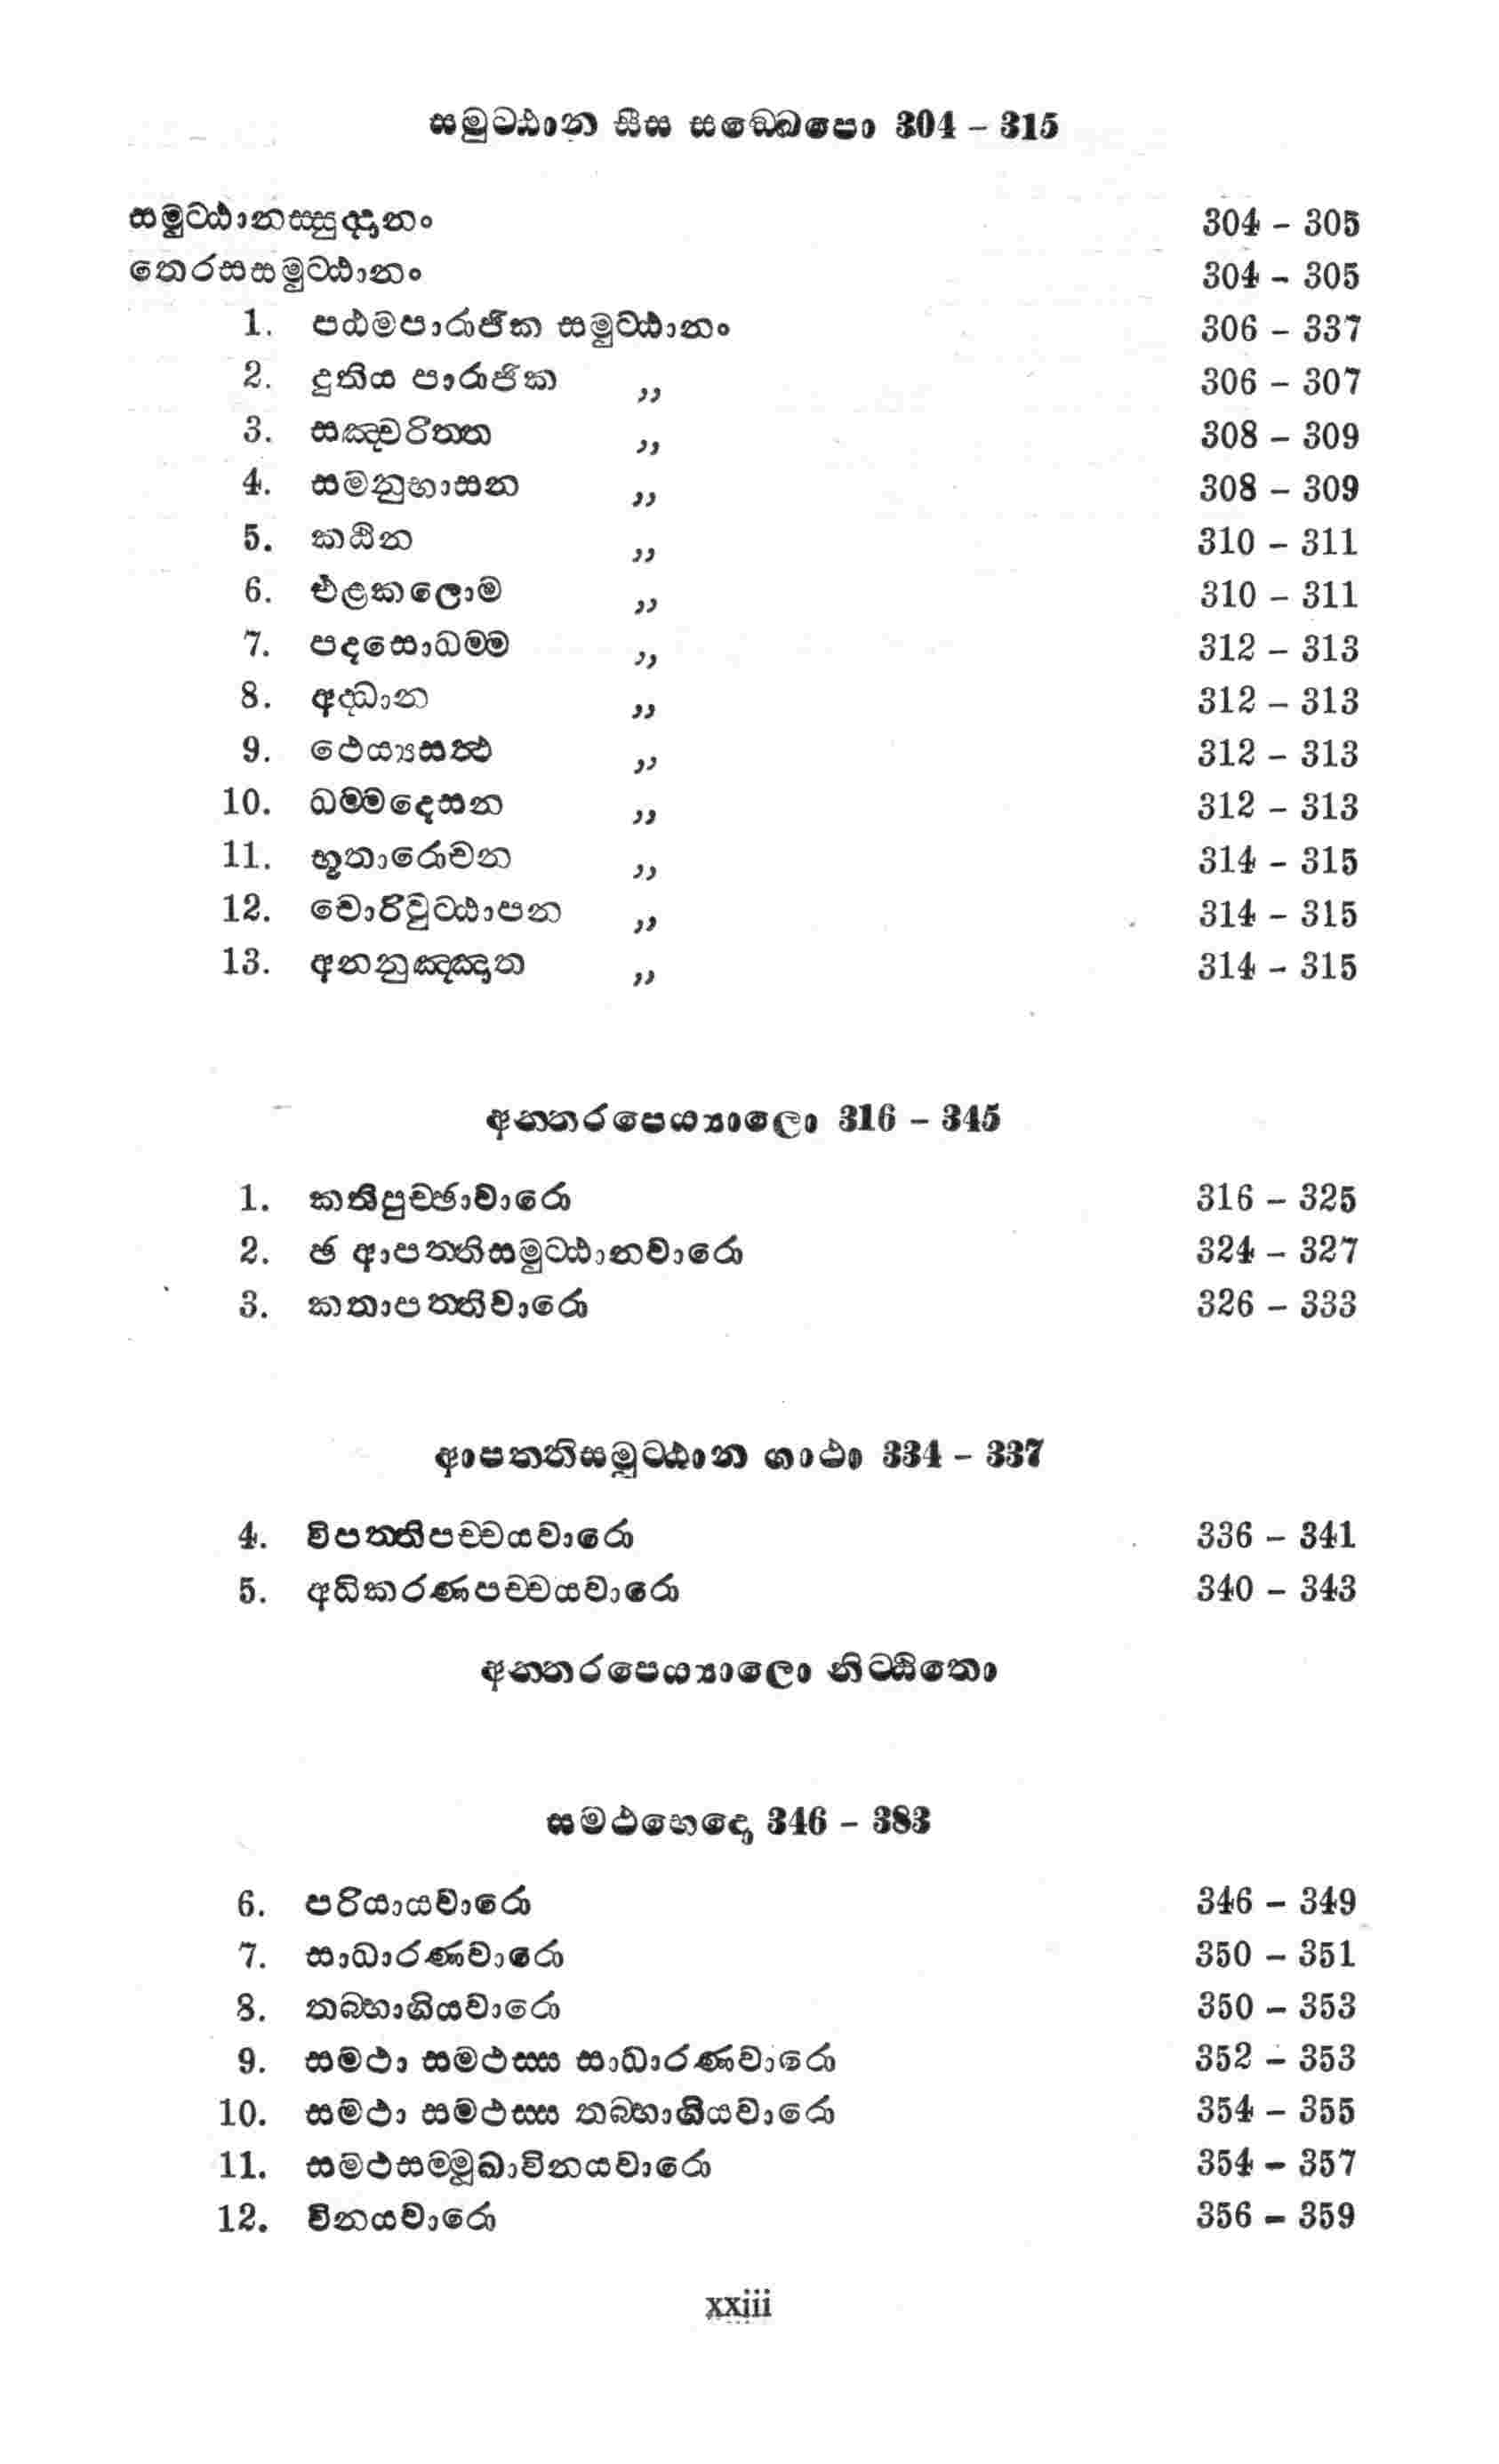 සමුට්ඨාන සීස සඞ්ඛෙපො 304 – 315
සමුට්ඨානස්සුඤානං 304 – 305
තෙරසසමුට්ඨානං 304 – 305
1. පඨමපාරාජික සමුට්ඨානං 306 – 337
2. දුතිය පාරාජික ,, 306 – 307
3. සඤ්චරිත්ත ,, 308 – 309
4. සමනුභාසන ,, 308 – 309
5. කඨින ,, 310 – 311
6. එළකලොම ,, 310 – 311
7. පදසොධම්ම ,, 312 – 313
8. අද්ධාන ,, 312 – 313
9. ථෙය්‍යසත්ථ ,, 312 – 313
10. ධම්මදෙසන ,, 312 – 313
11. භූතාරොචන ,, 314 – 315
12. චොරිවුට්ඨාපන ,, 314 – 315
13. අනනුඤ්ඤාත ,, 314 – 315
අන්තරපෙය්‍යාලො 316 – 345
1. කතිපුච්ඡාවාරො 316 – 325
2. ඡ ආපත්තිසමුට්ඨානවාරො 324 – 327
3. කතාපත්තිවාරො 326 – 333
ආපත්තිසමුට්ඨාන ගාථා 334 – 337
4. විපත්තිපච්චයවාරො 336 – 341
5. අධිකරණපච්චයවාරො 340 – 343
අන්තරපෙය්‍යාලො නිට්ඨිතො
සමථභෙදො 346 – 383
6. පරියායවාරො 346 – 349
7. සාධාරණවාරො 350 – 351
8. තබ්භාගියවාරො 350 – 353
9. සමථා සමථස්ස සාධාරණවාරො 352 – 353
10. සමථා සමථස්ස තබ්භාගියවාරො 354 – 355
11. සමථසම්මුඛාවිනයවාරො 354 – 357
12. විනයවාරො 356 – 359
xxiii